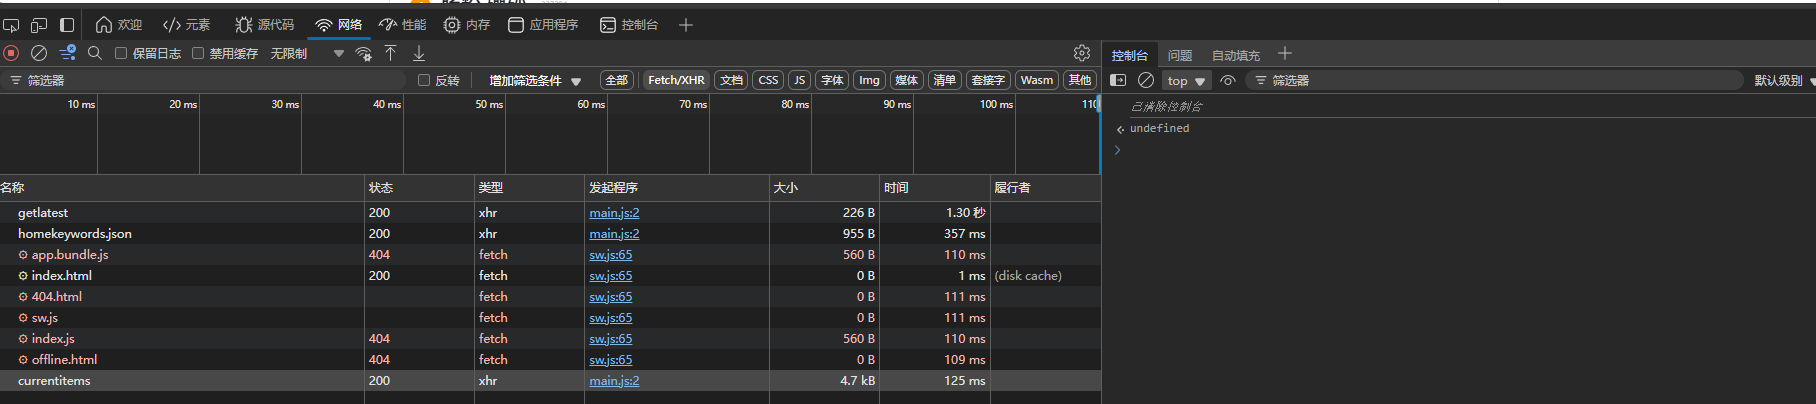 欢迎 元素 源代码 网络 性能 内存 应用程序 控制台
保留日志 禁用缓存 无限制
筛选器 反转 增加筛选条件 全部 Fetch/XHR 文档 CSS JS 字体 Img 媒体 清单 套接字 Wasm 其他
10 ms 20 ms 30 ms 40 ms 50 ms 60 ms 70 ms 80 ms 90 ms 100 ms 110
名称 状态 类型 发起程序 大小 时间 履行者
getlatest 200 xhr main.js:2 226 B 1.30 秒
homekeywords.json 200 xhr main.js:2 955 B 357 ms
app.bundle.js 404 fetch sw.js:65 560 B 110 ms
index.html 200 fetch sw.js:65 0 B 1 ms (disk cache)
404.html fetch sw.js:65 0 B 111 ms
sw.js fetch sw.js:65 0 B 111 ms
index.js 404 fetch sw.js:65 560 B 110 ms
offline.html 404 fetch sw.js:65 0 B 109 ms
currentitems 200 xhr main.js:2 4.7 kB 125 ms
控制台 问题 自动填充
top 筛选器 默认级别
已清除控制台
undefined